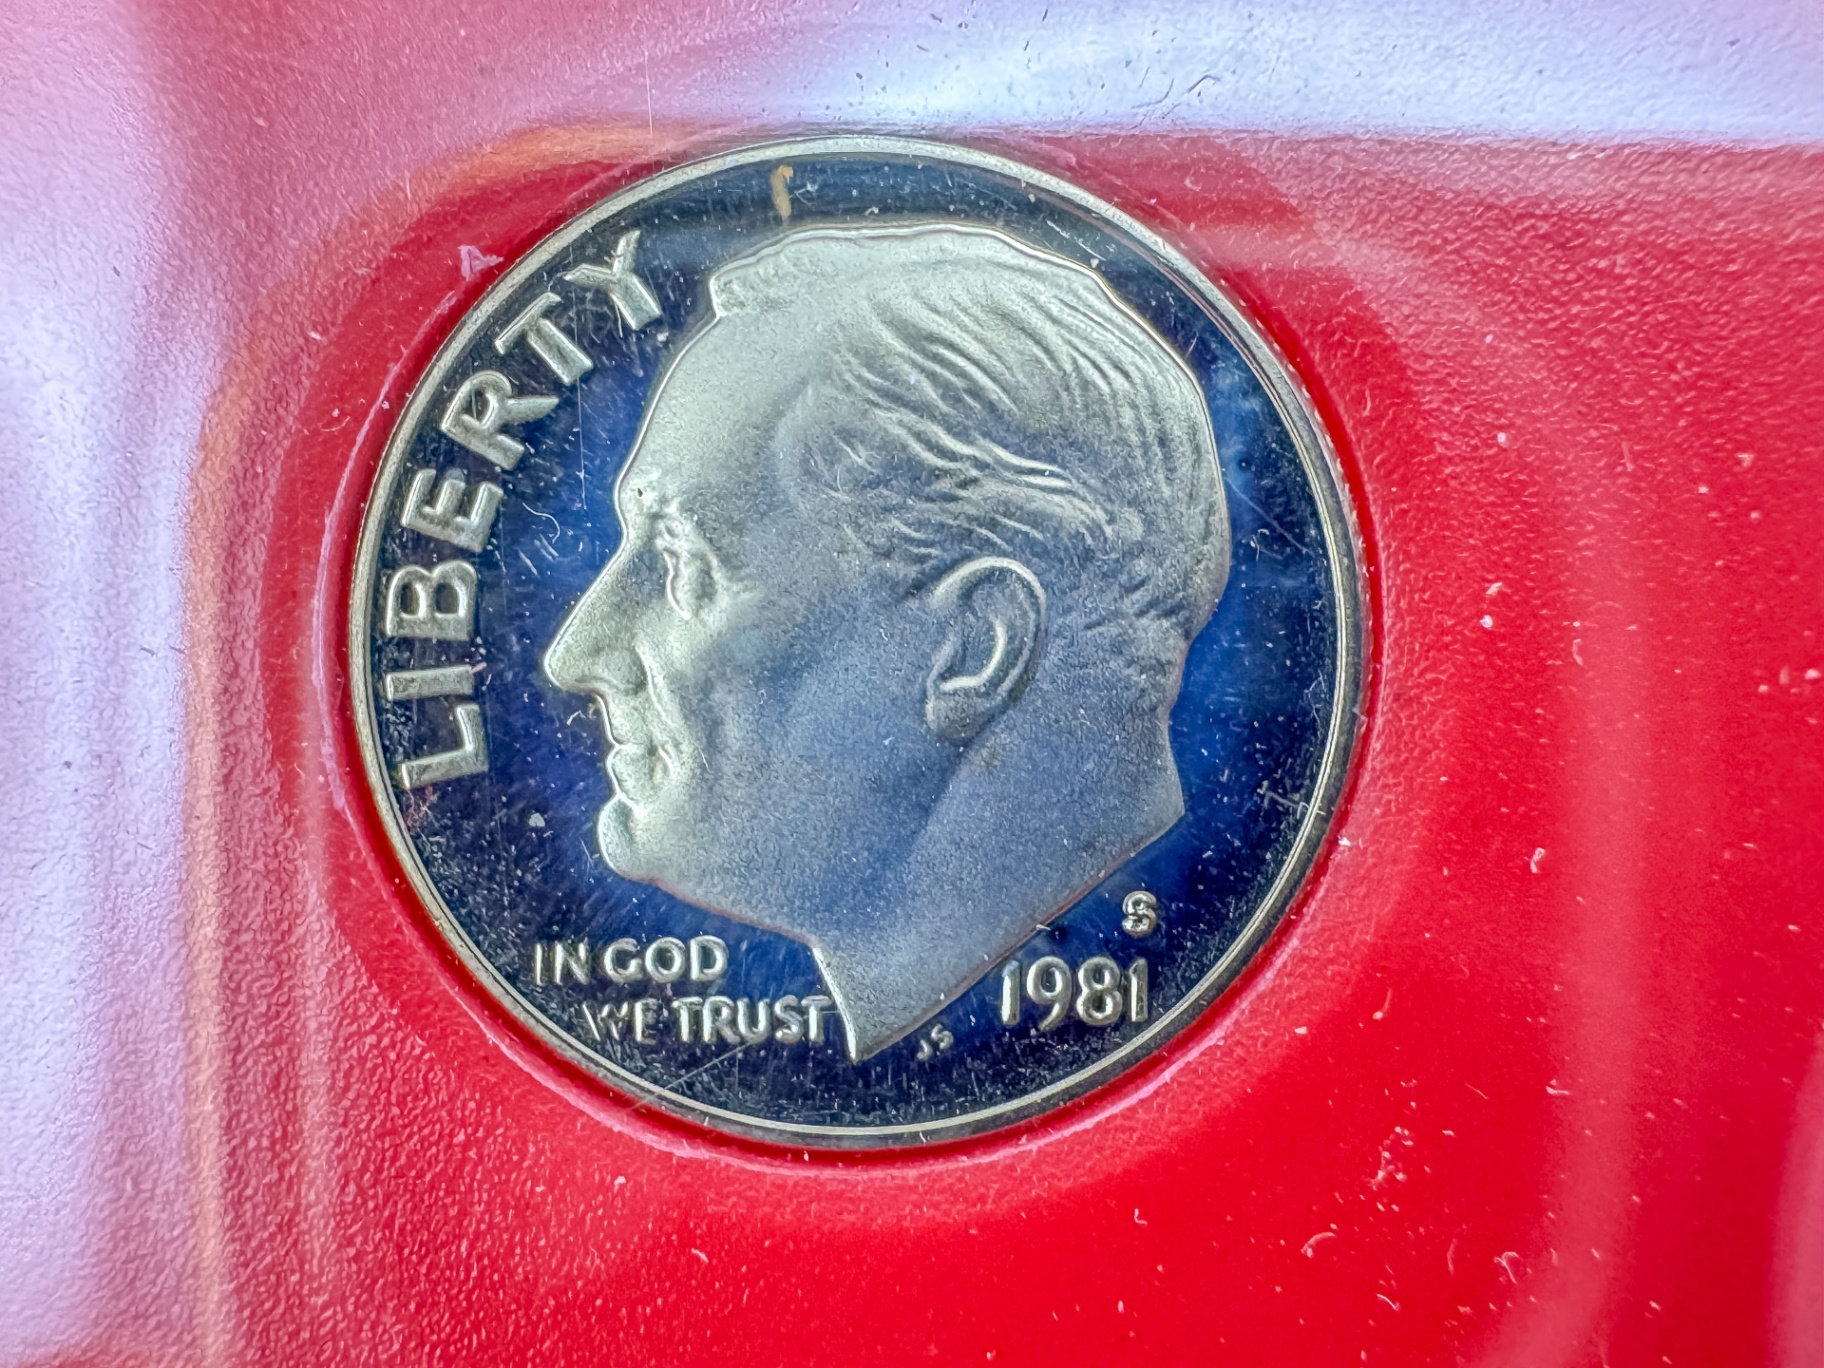 LIBERTY
IN GOD
WE TRUST
JS
S
1981